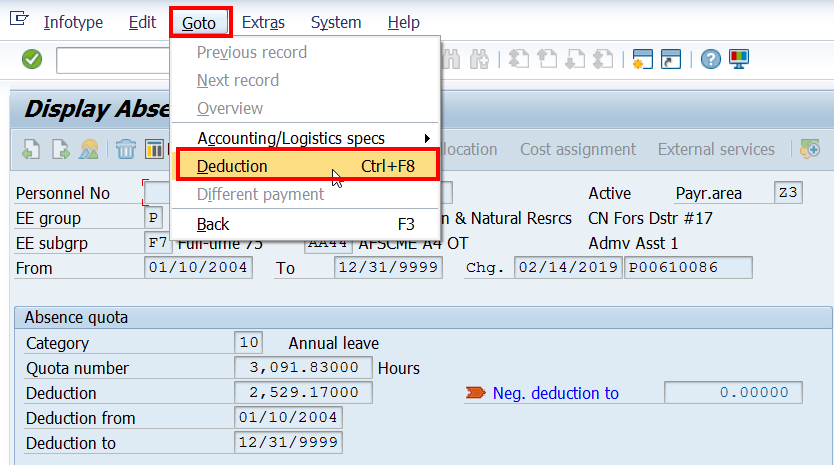 Infotype Edit Goto Extras System Help
Previous record
Next record
Overview
Display Abse
Accounting/Logistics specs
location Cost assignment External services
Deduction Ctrl+F8
Different payment
Personnel No Active Payr.area Z3
Back F3
EE group P n & Natural Resrcs CN Fors Dstr #17
EE subgrp F7 Full-time 75 AA44 AFSCME A4 OT Admv Asst 1
From 01/10/2004 To 12/31/9999 Chg. 02/14/2019 P00610086
Absence quota
Category 10 Annual leave
Quota number 3,091.83000 Hours
Deduction 2,529.17000 Neg. deduction to 0.00000
Deduction from 01/10/2004
Deduction to 12/31/9999